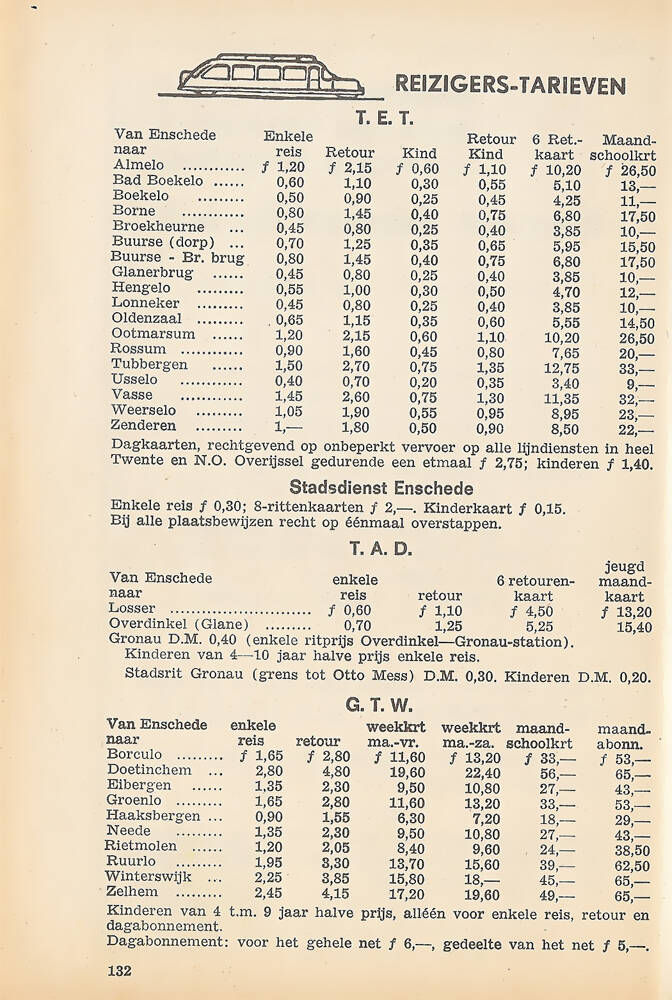 REIZIGERS-TARIEVEN
T. E. T.
Van Enschede Enkele Retour 6 Ret.- Maand-
naar reis Retour Kind Kind kaart schoolkrt
Almelo ............ f 1,20 f 2,15 f 0,60 f 1,10 f 10,20 f 26,50
Bad Boekelo ...... 0,60 1,10 0,30 0,55 5,10 13,—
Boekelo ......... 0,50 0,90 0,25 0,45 4,25 11,—
Borne ............ 0,80 1,45 0,40 0,75 6,80 17,50
Broekheurne ... 0,45 0,80 0,25 0,40 3,85 10,—
Buurse (dorp) ... 0,70 1,25 0,35 0,65 5,95 15,50
Buurse - Br. brug 0,80 1,45 0,40 0,75 6,80 17,50
Glanerbrug ...... 0,45 0,80 0,25 0,40 3,85 10,—
Hengelo ......... 0,55 1,00 0,30 0,50 4,70 12,—
Lonneker ......... 0,45 0,80 0,25 0,40 3,85 10,—
Oldenzaal ......... 0,65 1,15 0,35 0,60 5,55 14,50
Ootmarsum ...... 1,20 2,15 0,60 1,10 10,20 26,50
Rossum ............ 0,90 1,60 0,45 0,80 7,65 20,—
Tubbergen ...... 1,50 2,70 0,75 1,35 12,75 33,—
Usselo ............ 0,40 0,70 0,20 0,35 3,40 9,—
Vasse ............ 1,45 2,60 0,75 1,30 11,35 32,—
Weerselo ......... 1,05 1,90 0,55 0,95 8,95 23,—
Zenderen ......... 1,— 1,80 0,50 0,90 8,50 22,—
Dagkaarten, rechtgevend op onbeperkt vervoer op alle lijndiensten in heel
Twente en N.O. Overijssel gedurende een etmaal f 2,75; kinderen f 1,40.
Stadsdienst Enschede
Enkele reis f 0,30; 8-rittenkaarten f 2,—. Kinderkaart f 0,15.
Bij alle plaatsbewijzen recht op éénmaal overstappen.
T. A. D.
jeugd
Van Enschede enkele 6 retouren- maand-
naar reis retour kaart kaart
Losser ........................... f 0,60 f 1,10 f 4,50 f 13,20
Overdinkel (Glane) ......... 0,70 1,25 5,25 15,40
Gronau D.M. 0,40 (enkele ritprijs Overdinkel—Gronau-station).
Kinderen van 4—10 jaar halve prijs enkele reis.
Stadsrit Gronau (grens tot Otto Mess) D.M. 0,30. Kinderen D.M. 0,20.
G. T. W.
Van Enschede enkele weekkrt weekkrt maand- maand-
naar reis retour ma.-vr. ma.-za. schoolkrt abonn.
Borculo ......... f 1,65 f 2,80 f 11,60 f 13,20 f 33,— f 53,—
Doetinchem ... 2,80 4,80 19,60 22,40 56,— 65,—
Eibergen ...... 1,35 2,30 9,50 10,80 27,— 43,—
Groenlo ......... 1,65 2,80 11,60 13,20 33,— 53,—
Haaksbergen ... 0,90 1,55 6,30 7,20 18,— 29,—
Neede ......... 1,35 2,30 9,50 10,80 27,— 43,—
Rietmolen ...... 1,20 2,05 8,40 9,60 24,— 38,50
Ruurlo ......... 1,95 3,30 13,70 15,60 39,— 62,50
Winterswijk ... 2,25 3,85 15,80 18,— 45,— 65,—
Zelhem ......... 2,45 4,15 17,20 19,60 49,— 65,—
Kinderen van 4 t.m. 9 jaar halve prijs, alléén voor enkele reis, retour en
dagabonnement.
Dagabonnement: voor het gehele net f 6,—, gedeelte van het net f 5,—.
132